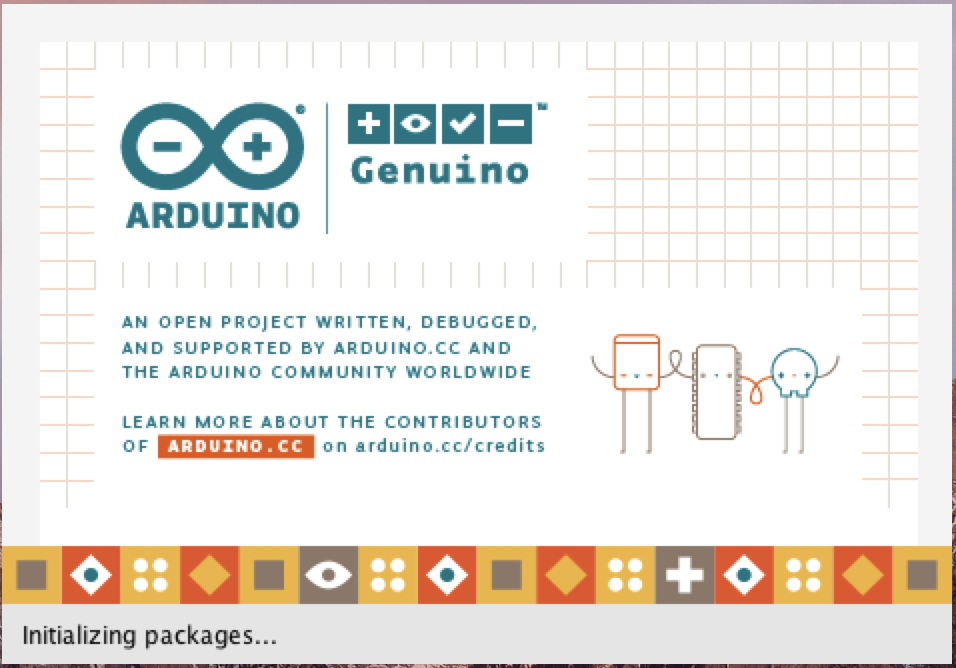 ARDUINO
Genuino™
AN OPEN PROJECT WRITTEN, DEBUGGED,
AND SUPPORTED BY ARDUINO.CC AND
THE ARDUINO COMMUNITY WORLDWIDE
LEARN MORE ABOUT THE CONTRIBUTORS
OF ARDUINO.CC on arduino.cc/credits
Initializing packages...